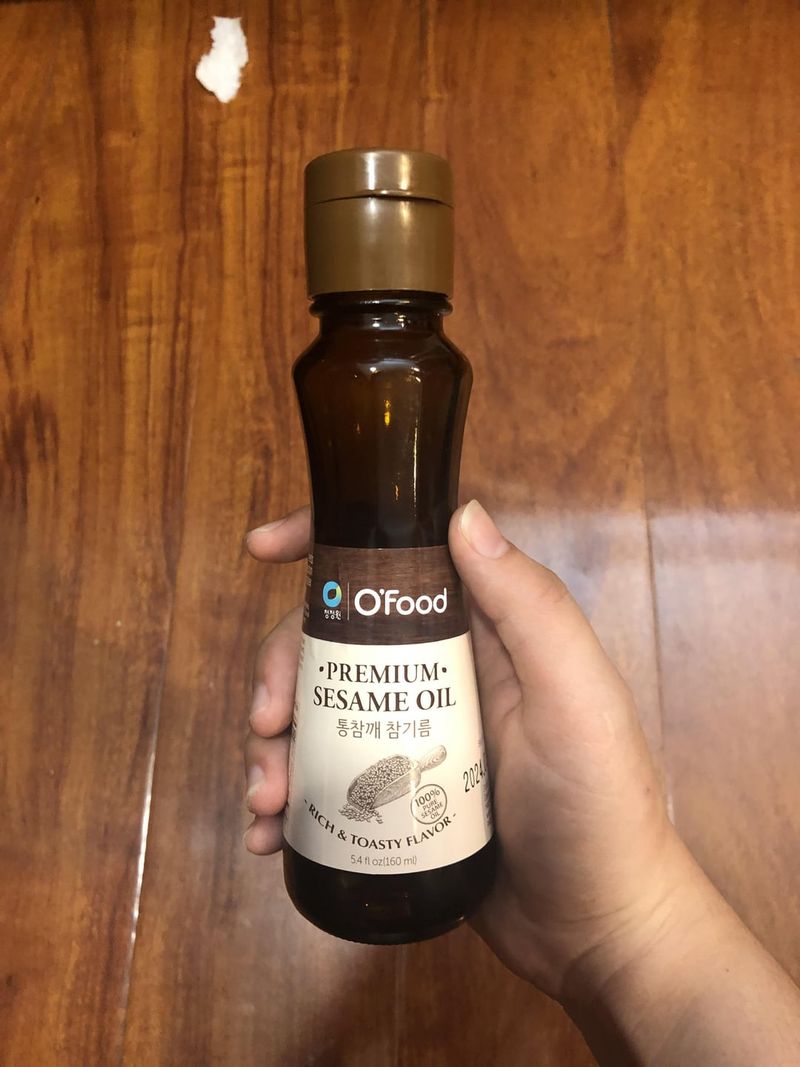 청정원
O'Food
·PREMIUM·
SESAME OIL
통참깨 참기름
100%
PURE
SESAME
OIL
- RICH & TOASTY FLAVOR -
5.4 fl oz(160 ml)
2024.